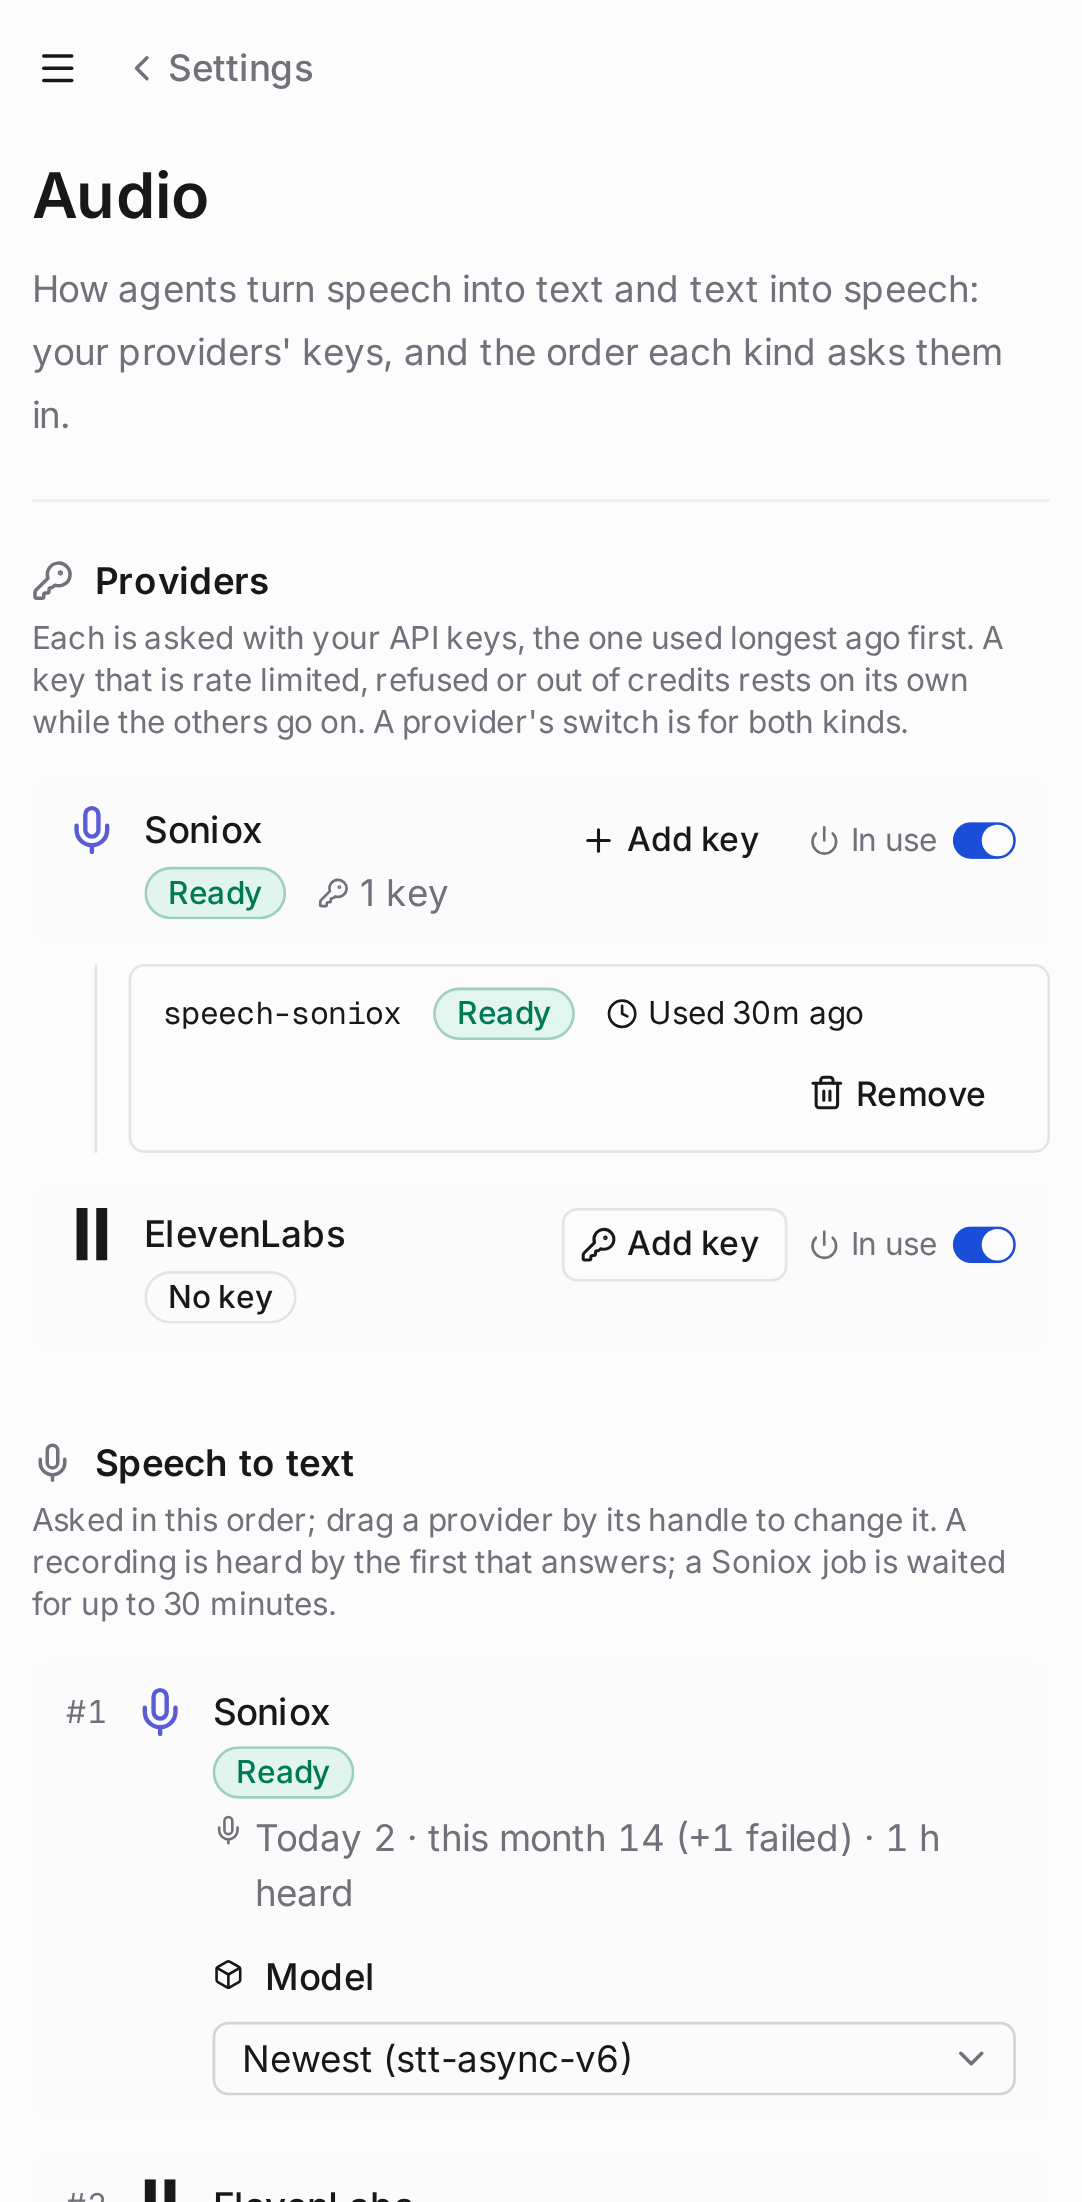 Settings
Audio
How agents turn speech into text and text into speech:
your providers' keys, and the order each kind asks them
in.
Providers
Each is asked with your API keys, the one used longest ago first. A
key that is rate limited, refused or out of credits rests on its own
while the others go on. A provider's switch is for both kinds.
Soniox
Add key
In use
Ready
1 key
speech-soniox
Ready
Used 30m ago
Remove
ElevenLabs
Add key
In use
No key
Speech to text
Asked in this order; drag a provider by its handle to change it. A
recording is heard by the first that answers; a Soniox job is waited
for up to 30 minutes.
#1
Soniox
Ready
Today 2 · this month 14 (+1 failed) · 1 h
heard
Model
Newest (stt-async-v6)
#2
ElevenLabs